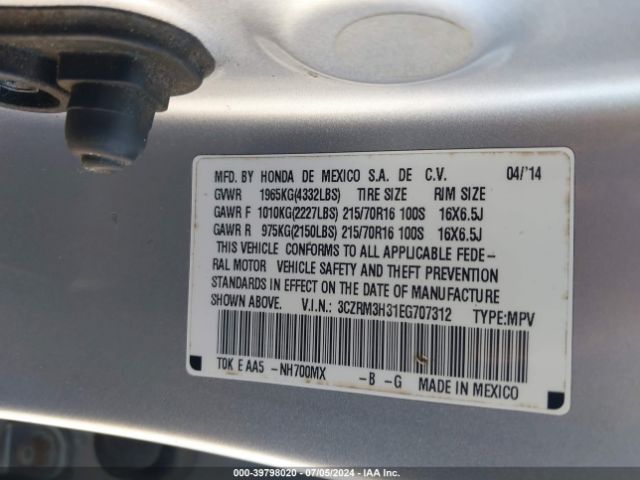 MFD. BY HONDA DE MEXICO S.A. DE C.V. 04/'14
GVWR 1965KG(4332LBS) TIRE SIZE RIM SIZE
GAWR F 1010KG(2227LBS) 215/70R16 100S 16X6.5J
GAWR R 975KG(2150LBS) 215/70R16 100S 16X6.5J
THIS VEHICLE CONFORMS TO ALL APPLICABLE FEDE-
RAL MOTOR VEHICLE SAFETY AND THEFT PREVENTION
STANDARDS IN EFFECT ON THE DATE OF MANUFACTURE
SHOWN ABOVE. V.I.N.: 3CZRM3H31EG707312 TYPE:MPV
TDK E AA5 -NH700MX -B -G MADE IN MEXICO
000-39798020 - 07/05/2024 - IAA Inc.